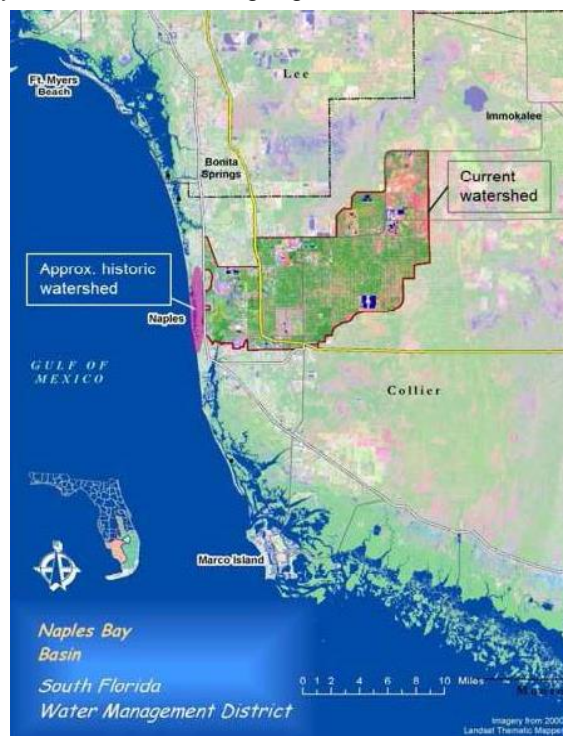 Lee
Ft. Myers
Beach
Immokalee
Bonita
Springs
Current
watershed
Approx. historic
watershed
Naples
GULF OF
MEXICO
Collier
Marco Island
Naples Bay
Basin
South Florida
Water Management District
0 1 2 4 6 8 10 Miles
Imagery from 2000
Landsat Thematic Mapper